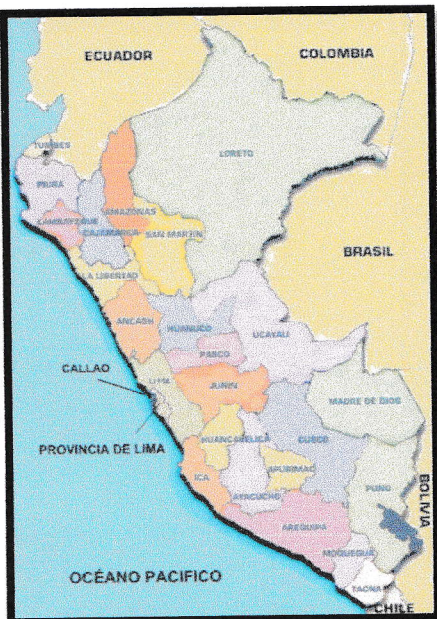 ECUADOR
COLOMBIA
TUMBES
LORETO
PIURA
AMAZONAS
LAMBAYEQUE
CAJAMARCA
SAN MARTIN
BRASIL
LA LIBERTAD
ANCASH
HUANUCO
UCAYALI
PASCO
CALLAO
LIMA
JUNIN
MADRE DE DIOS
PROVINCIA DE LIMA
HUANCAVELICA
CUSCO
ICA
APURIMAC
PUNO
BOLIVIA
AYACUCHO
AREQUIPA
MOQUEGUA
OCÉANO PACIFICO
TACNA
CHILE